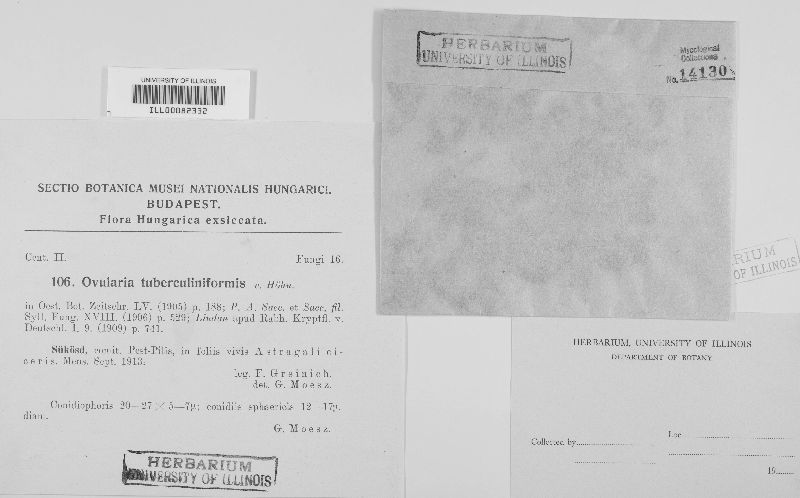 UNIVERSITY OF ILLINOIS
ILL00082332
SECTIO BOTANICA MUSEI NATIONALIS HUNGARICI.
BUDAPEST.
Flora Hungarica exsiccata.
Cent. II. Fungi 16.
106. Ovularia tuberculiniformis v. Höhn.
in Oest. Bot. Zeitschr. LV. (1905) p. 188; P. A. Sacc. et Sacc. fil.
Syll. Fung. XVIII. (1906) p. 529; Lindau apud Rabh. Kryptfl. v.
Deutschl. I. 9. (1909) p. 741.
Sükösd, comit. Pest-Pilis, in foliis vivis Astragali ci-
ceris. Mens. Sept. 1913.
leg. F. Greinich.
det. G. Moesz.
Conidiophoris 20—27 × 5—7µ; conidiis sphaericis 12—17µ.
diam.
G. Moesz.
HERBARIUM
UNIVERSITY OF ILLINOIS
HERBARIUM
UNIVERSITY OF ILLINOIS
Mycological
Collections
No. 14130
RIUM
OF ILLINOIS
HERBARIUM, UNIVERSITY OF ILLINOIS
DEPARTMENT OF BOTANY
Loc.
Collected by
19